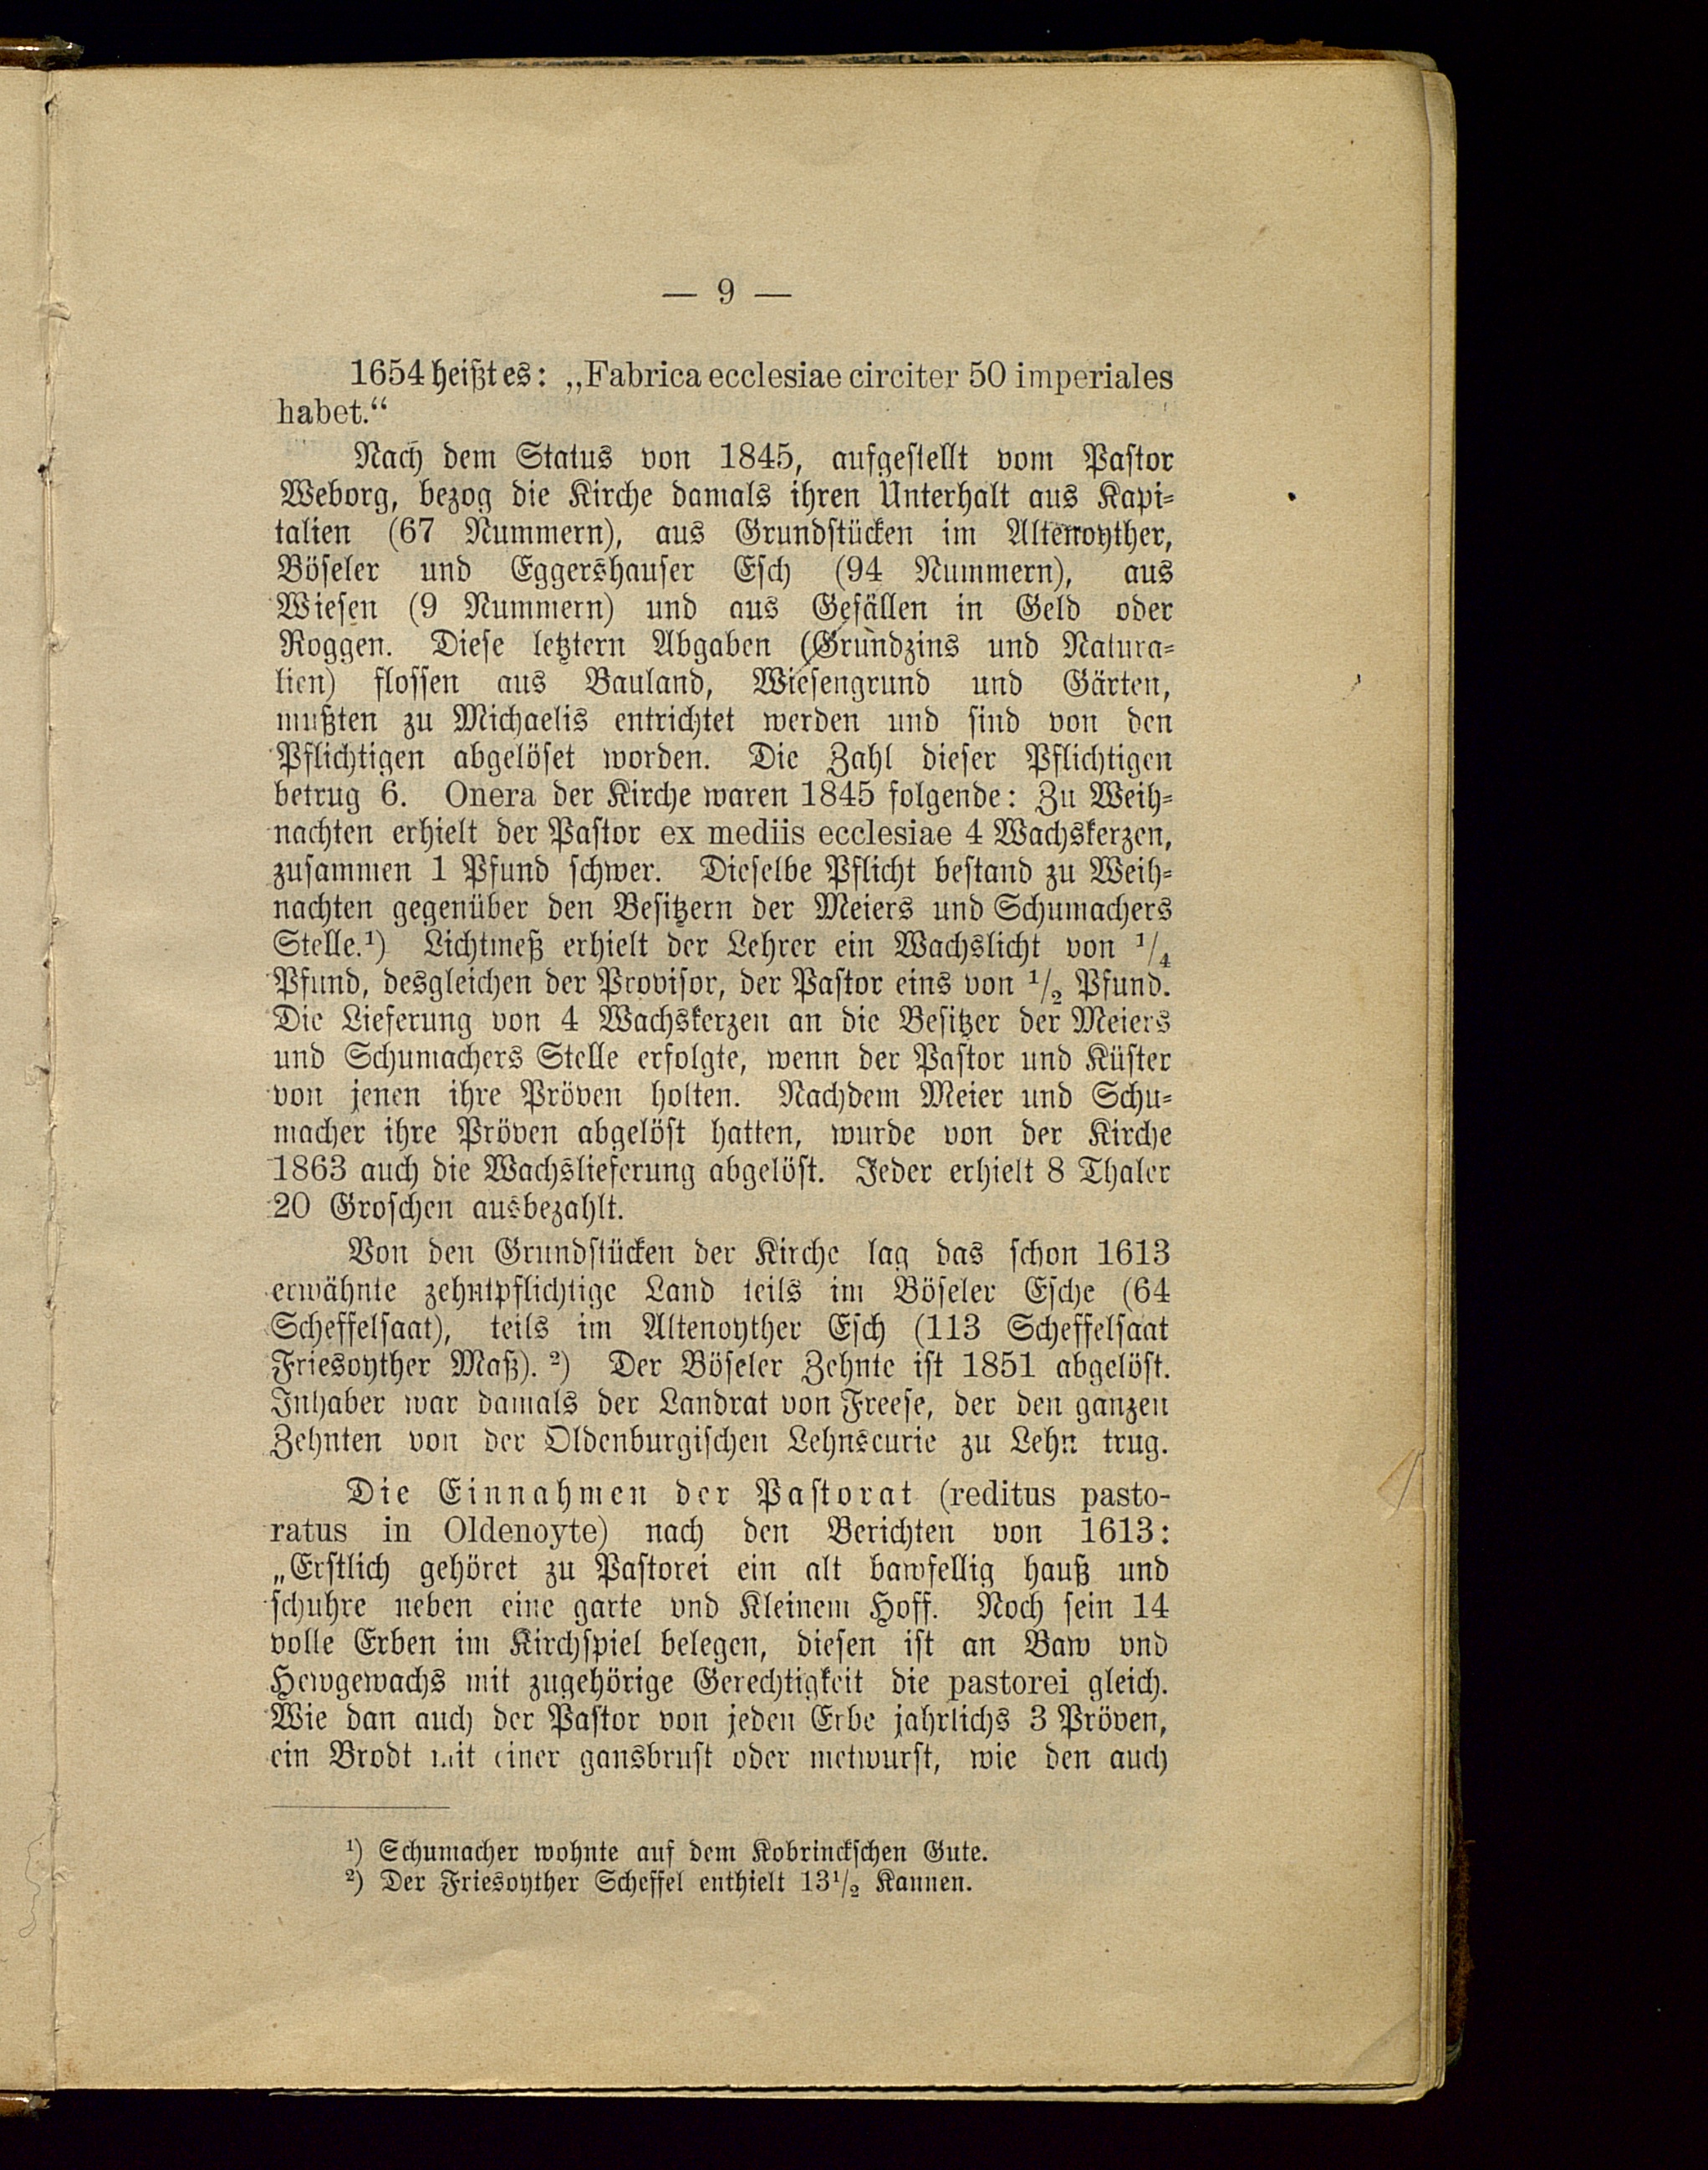 — 9 —
1654 heißt es: „Fabrica ecclesiae circiter 50 imperiales
habet.“
Nach dem Status von 1845, aufgestellt vom Pastor
Weborg, bezog die Kirche damals ihren Unterhalt aus Kapi-
talien (67 Nummern), aus Grundstücken im Altenoyther,
Böseler und Eggershauser Esch (94 Nummern), aus
Wiesen (9 Nummern) und aus Gefällen in Geld oder
Roggen. Diese letztern Abgaben (Grundzins und Natura-
lien) flossen aus Bauland, Wiesengrund und Gärten,
mußten zu Michaelis entrichtet werden und sind von den
Pflichtigen abgelöset worden. Die Zahl dieser Pflichtigen
betrug 6. Onera der Kirche waren 1845 folgende: Zu Weih-
nachten erhielt der Pastor ex mediis ecclesiae 4 Wachskerzen,
zusammen 1 Pfund schwer. Dieselbe Pflicht bestand zu Weih-
nachten gegenüber den Besitzern der Meiers und Schumachers
Stelle.¹) Lichtmeß erhielt der Lehrer ein Wachslicht von ¹/₄
Pfund, desgleichen der Provisor, der Pastor eins von ¹/₂ Pfund.
Die Lieferung von 4 Wachskerzen an die Besitzer der Meiers
und Schumachers Stelle erfolgte, wenn der Pastor und Küster
von jenen ihre Pröven holten. Nachdem Meier und Schu-
macher ihre Pröven abgelöst hatten, wurde von der Kirche
1863 auch die Wachslieferung abgelöst. Jeder erhielt 8 Thaler
20 Groschen ausbezahlt.
Von den Grundstücken der Kirche lag das schon 1613
erwähnte zehntpflichtige Land teils im Böseler Esche (64
Scheffelsaat), teils im Altenoyther Esch (113 Scheffelsaat
Friesoyther Maß).²) Der Böseler Zehnte ist 1851 abgelöst.
Inhaber war damals der Landrat von Freese, der den ganzen
Zehnten von der Oldenburgischen Lehnscurie zu Lehn trug.
Die Einnahmen der Pastorat (reditus pasto-
ratus in Oldenoyte) nach den Berichten von 1613:
„Erstlich gehöret zu Pastorei ein alt bawfellig hauß und
schuhre neben eine garte vnd Kleinem Hoff. Noch sein 14
volle Erben im Kirchspiel belegen, diesen ist an Baw vnd
Hewgewachs mit zugehörige Gerechtigkeit die pastorei gleich.
Wie dan auch der Pastor von jeden Erbe jahrlichs 3 Pröven,
ein Brodt mit einer gansbrust oder metwurst, wie den auch
¹) Schumacher wohnte auf dem Kobrinckschen Gute.
²) Der Friesoyther Scheffel enthielt 13¹/₂ Kannen.